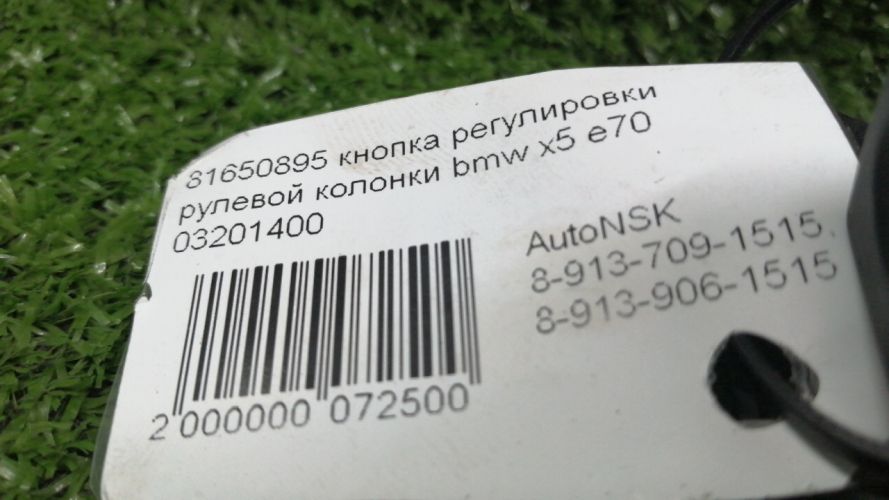 81650895 кнопка регулировки
рулевой колонки bmw x5 e70
03201400
AutoNSK
8-913-709-1515,
8-913-906-1515
2 000000 072500